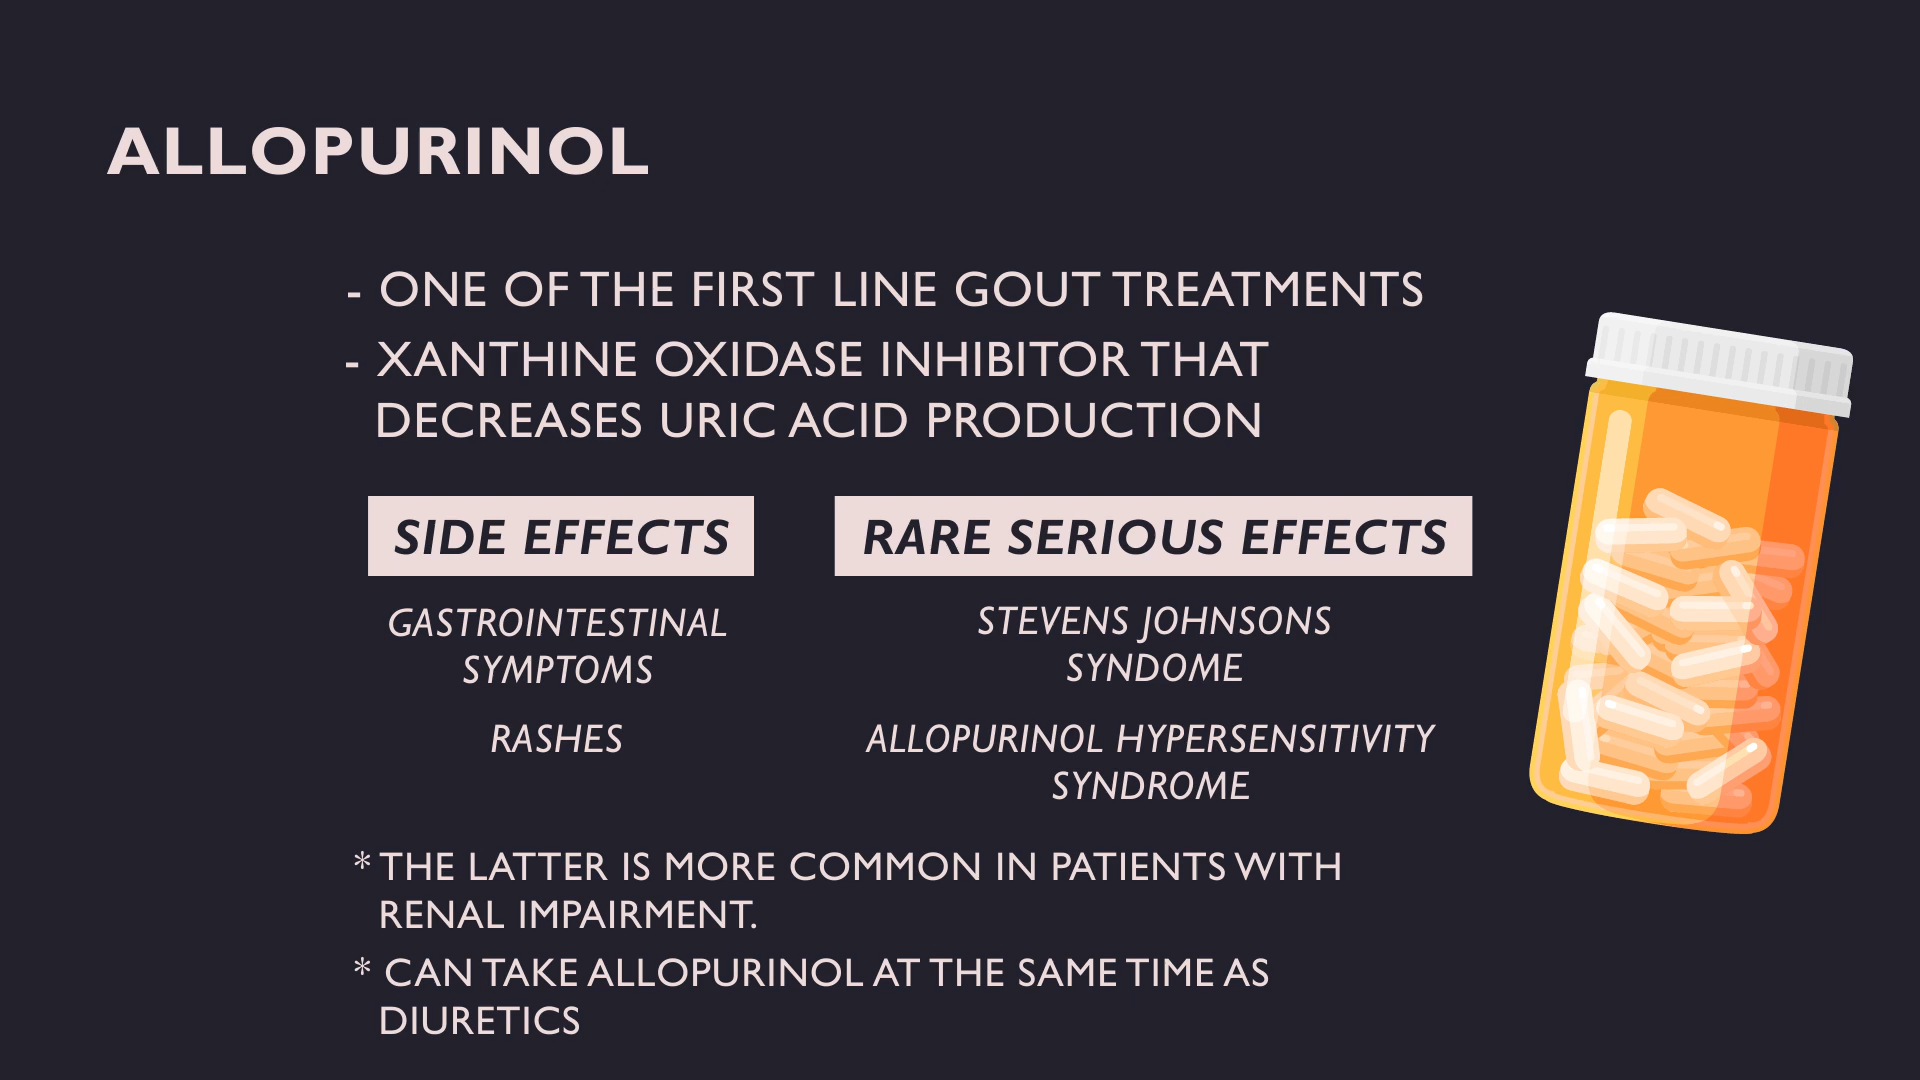 ALLOPURINOL
- ONE OF THE FIRST LINE GOUT TREATMENTS
- XANTHINE OXIDASE INHIBITOR THAT
DECREASES URIC ACID PRODUCTION
SIDE EFFECTS
GASTROINTESTINAL
SYMPTOMS
RASHES
RARE SERIOUS EFFECTS
STEVENS JOHNSONS
SYNDOME
ALLOPURINOL HYPERSENSITIVITY
SYNDROME
* THE LATTER IS MORE COMMON IN PATIENTS WITH
RENAL IMPAIRMENT.
* CAN TAKE ALLOPURINOL AT THE SAME TIME AS
DIURETICS